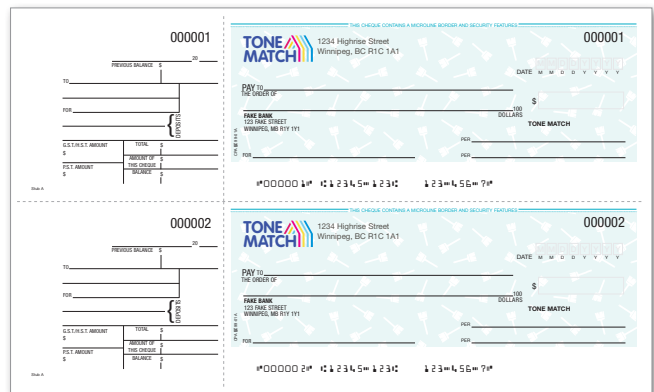 000001
20
PREVIOUS BALANCE $
TO
FOR
DEPOSITS
G.S.T./H.S.T. AMOUNT
$
TOTAL $
P.S.T. AMOUNT
$
AMOUNT OF THIS CHEQUE $
BALANCE $
THIS CHEQUE CONTAINS A MICROLINE BORDER AND SECURITY FEATURES
TONE MATCH
1234 Highrise Street
Winnipeg, BC R1C 1A1
000001
DATE M M D D Y Y Y Y
PAY TO
THE ORDER OF
$
100
DOLLARS
FAKE BANK
123 FAKE STREET
WINNIPEG, MB R1Y 1Y1
TONE MATCH
PER
FOR
PER
⑈000001⑈ ⑆12345⑉123⑆ 123⑉456⑉7⑈
000002
20
PREVIOUS BALANCE $
TO
FOR
DEPOSITS
G.S.T./H.S.T. AMOUNT
$
TOTAL $
P.S.T. AMOUNT
$
AMOUNT OF THIS CHEQUE $
BALANCE $
THIS CHEQUE CONTAINS A MICROLINE BORDER AND SECURITY FEATURES
TONE MATCH
1234 Highrise Street
Winnipeg, BC R1C 1A1
000002
DATE M M D D Y Y Y Y
PAY TO
THE ORDER OF
$
100
DOLLARS
FAKE BANK
123 FAKE STREET
WINNIPEG, MB R1Y 1Y1
TONE MATCH
PER
FOR
PER
⑈000002⑈ ⑆12345⑉123⑆ 123⑉456⑉7⑈